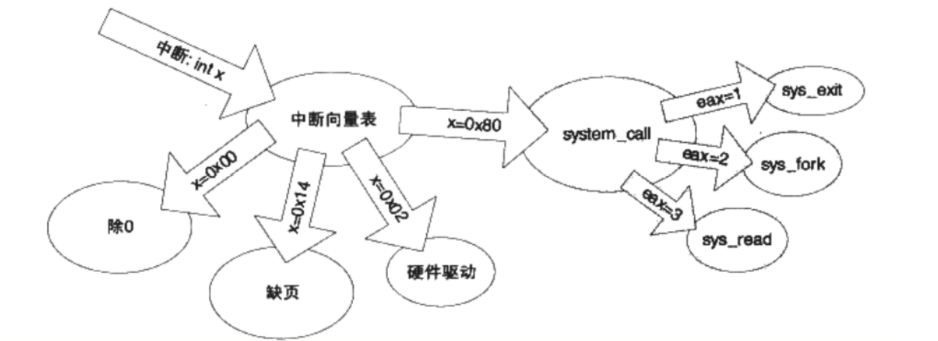 中断: int x
中断向量表
x=0x80
system_call
eax=1
sys_exit
eax=2
sys_fork
eax=3
sys_read
x=0x00
除0
x=0x14
缺页
x=0x02
硬件驱动